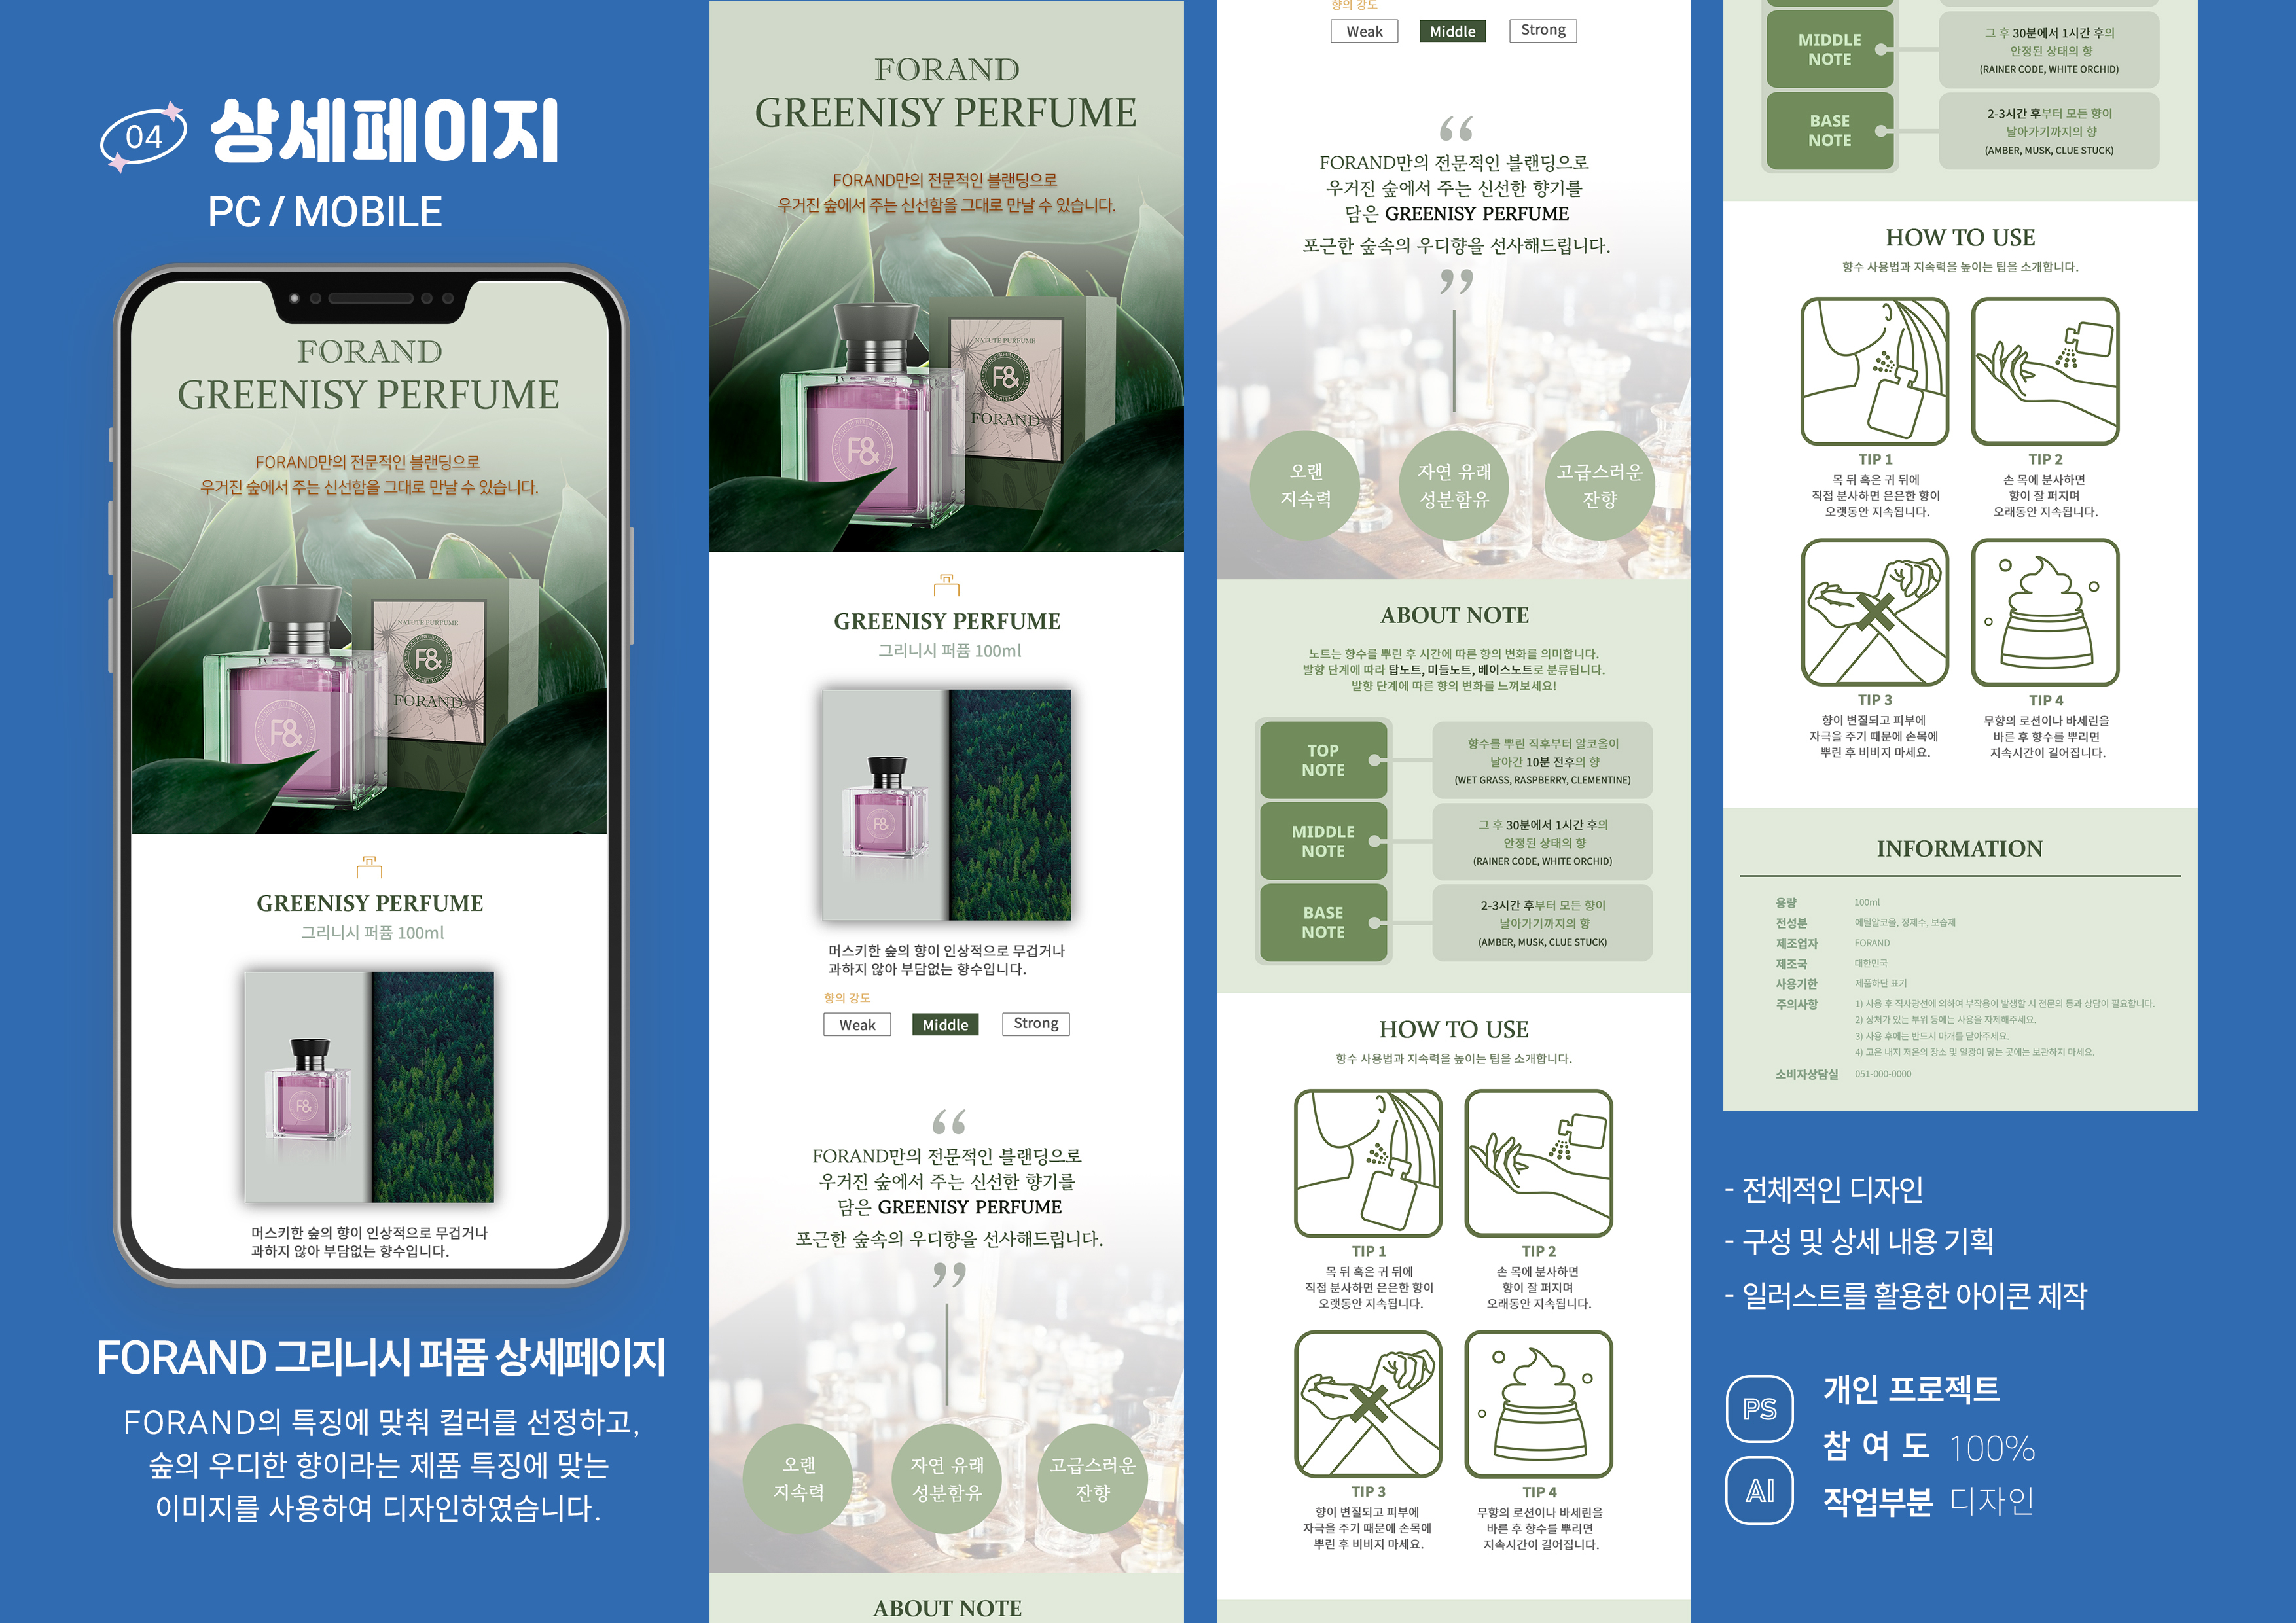 04
상세페이지
PC / MOBILE
FORAND
GREENISY PERFUME
FORAND만의 전문적인 블랜딩으로
우거진 숲에서 주는 신선함을 그대로 만날 수 있습니다.
NATUTE PURFUME
F&
FORAND
F&
GREENISY PERFUME
그리니시 퍼퓸 100ml
F&
머스키한 숲의 향이 인상적으로 무겁거나
과하지 않아 부담없는 향수입니다.
FORAND 그리니시 퍼퓸 상세페이지
FORAND의 특징에 맞춰 컬러를 선정하고,
숲의 우디한 향이라는 제품 특징에 맞는
이미지를 사용하여 디자인하였습니다.
FORAND
GREENISY PERFUME
FORAND만의 전문적인 블랜딩으로
우거진 숲에서 주는 신선함을 그대로 만날 수 있습니다.
NATUTE PURFUME
F&
FORAND
F&
GREENISY PERFUME
그리니시 퍼퓸 100ml
F&
머스키한 숲의 향이 인상적으로 무겁거나
과하지 않아 부담없는 향수입니다.
향의 강도
Weak Middle Strong
“
FORAND만의 전문적인 블랜딩으로
우거진 숲에서 주는 신선한 향기를
담은 GREENISY PERFUME
포근한 숲속의 우디향을 선사해드립니다.
”
오랜
지속력
자연 유래
성분함유
고급스러운
잔향
ABOUT NOTE
향의 강도
Weak Middle Strong
“
FORAND만의 전문적인 블랜딩으로
우거진 숲에서 주는 신선한 향기를
담은 GREENISY PERFUME
포근한 숲속의 우디향을 선사해드립니다.
”
오랜
지속력
자연 유래
성분함유
고급스러운
잔향
ABOUT NOTE
노트는 향수를 뿌린 후 시간에 따른 향의 변화를 의미합니다.
발향 단계에 따라 탑노트, 미들노트, 베이스노트로 분류됩니다.
발향 단계에 따른 향의 변화를 느껴보세요!
TOP
NOTE
향수를 뿌린 직후부터 알코올이
날아간 10분 전후의 향
(WET GRASS, RASPBERRY, CLEMENTINE)
MIDDLE
NOTE
그 후 30분에서 1시간 후의
안정된 상태의 향
(RAINER CODE, WHITE ORCHID)
BASE
NOTE
2-3시간 후부터 모든 향이
날아가기까지의 향
(AMBER, MUSK, CLUE STUCK)
HOW TO USE
향수 사용법과 지속력을 높이는 팁을 소개합니다.
TIP 1
목 뒤 혹은 귀 뒤에
직접 분사하면 은은한 향이
오랫동안 지속됩니다.
TIP 2
손 목에 분사하면
향이 잘 퍼지며
오래동안 지속됩니다.
TIP 3
향이 변질되고 피부에
자극을 주기 때문에 손목에
뿌린 후 비비지 마세요.
TIP 4
무향의 로션이나 바세린을
바른 후 향수를 뿌리면
지속시간이 길어집니다.
MIDDLE
NOTE
그 후 30분에서 1시간 후의
안정된 상태의 향
(RAINER CODE, WHITE ORCHID)
BASE
NOTE
2-3시간 후부터 모든 향이
날아가기까지의 향
(AMBER, MUSK, CLUE STUCK)
HOW TO USE
향수 사용법과 지속력을 높이는 팁을 소개합니다.
TIP 1
목 뒤 혹은 귀 뒤에
직접 분사하면 은은한 향이
오랫동안 지속됩니다.
TIP 2
손 목에 분사하면
향이 잘 퍼지며
오래동안 지속됩니다.
TIP 3
향이 변질되고 피부에
자극을 주기 때문에 손목에
뿌린 후 비비지 마세요.
TIP 4
무향의 로션이나 바세린을
바른 후 향수를 뿌리면
지속시간이 길어집니다.
INFORMATION
용량 100ml
전성분 에틸알코올, 정제수, 보습제
제조업자 FORAND
제조국 대한민국
사용기한 제품하단 표기
주의사항 1) 사용 후 직사광선에 의하여 부작용이 발생할 시 전문의 등과 상담이 필요합니다.
2) 상처가 있는 부위 등에는 사용을 자제해주세요.
3) 사용 후에는 반드시 마개를 닫아주세요.
4) 고온 내지 저온의 장소 및 일광이 닿는 곳에는 보관하지 마세요.
소비자상담실 051-000-0000
- 전체적인 디자인
- 구성 및 상세 내용 기획
- 일러스트를 활용한 아이콘 제작
PS
AI
개인 프로젝트
참 여 도 100%
작업부분 디자인